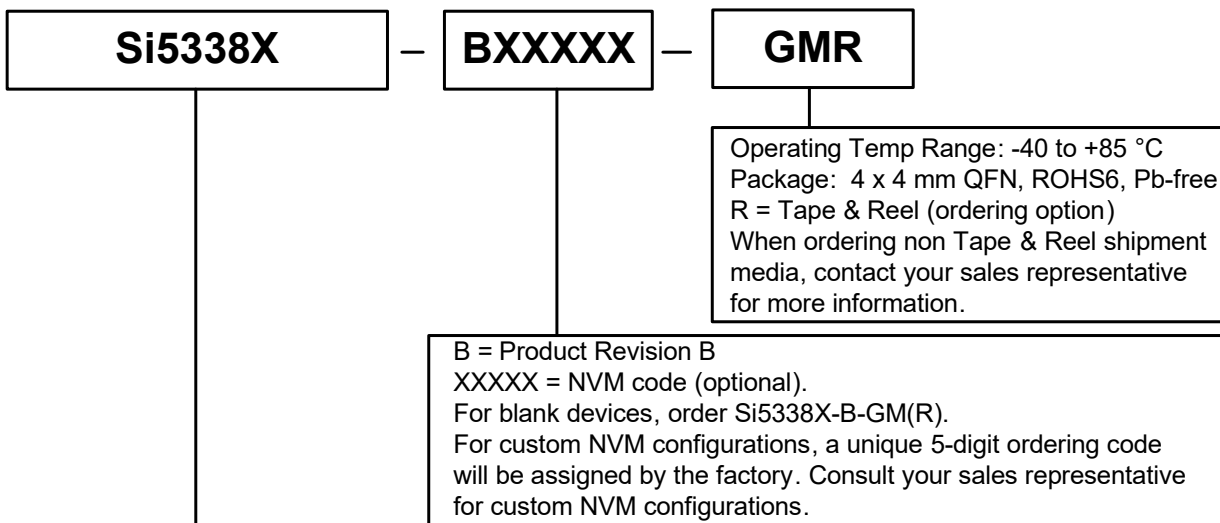 Si5338X – BXXXXX – GMR
Operating Temp Range: -40 to +85 °C
Package: 4 x 4 mm QFN, ROHS6, Pb-free
R = Tape & Reel (ordering option)
When ordering non Tape & Reel shipment
media, contact your sales representative
for more information.
B = Product Revision B
XXXXX = NVM code (optional).
For blank devices, order Si5338X-B-GM(R).
For custom NVM configurations, a unique 5-digit ordering code
will be assigned by the factory. Consult your sales representative
for custom NVM configurations.